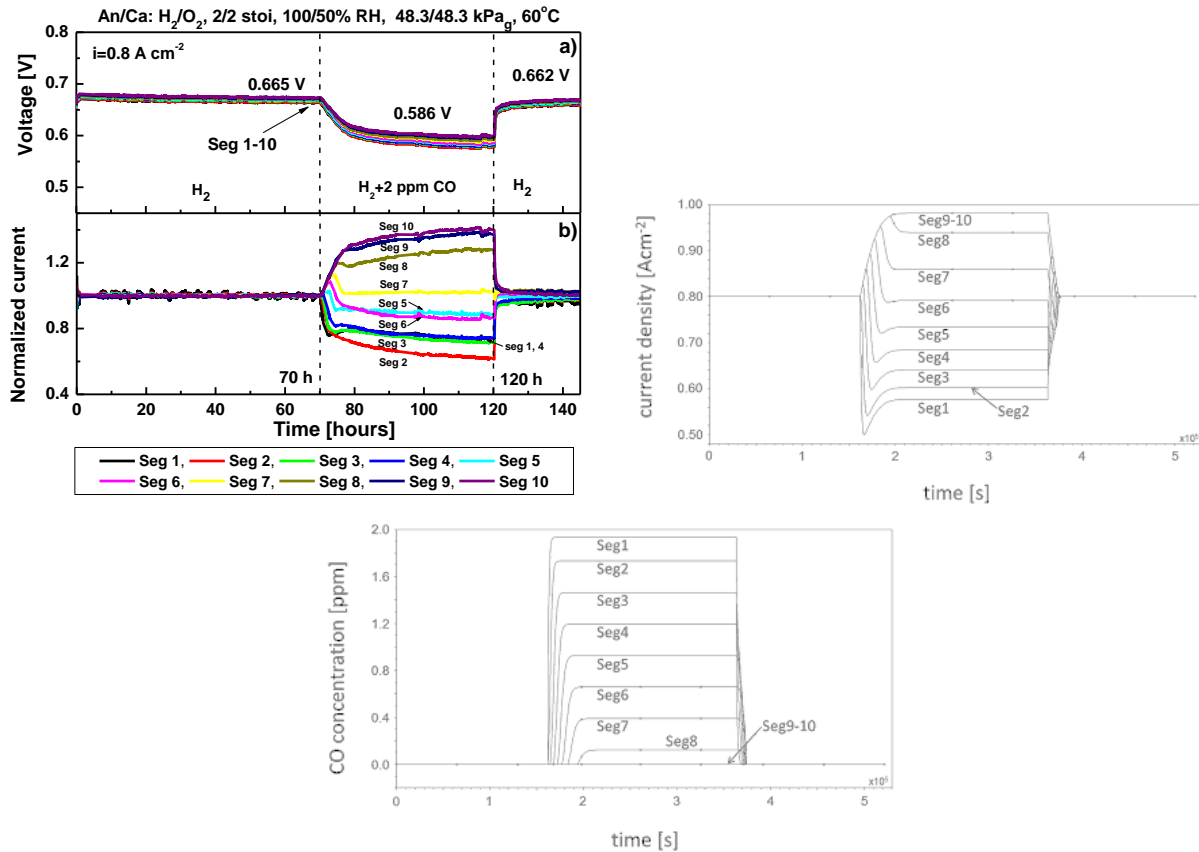 An/Ca: H₂/O₂, 2/2 stoi, 100/50% RH, 48.3/48.3 kPa_g, 60°C
i=0.8 A cm⁻²
a)
0.665 V
0.586 V
0.662 V
Seg 1-10
H₂
H₂+2 ppm CO
H₂
Voltage [V]
0.8
0.7
0.6
0.5
b)
Seg 10
Seg 9
Seg 8
Seg 7
Seg 5
Seg 6
seg 1, 4
Seg 3
Seg 2
70 h
120 h
Normalized current
1.2
0.8
0.4
0 20 40 60 80 100 120 140
Time [hours]
Seg 1, Seg 2, Seg 3, Seg 4, Seg 5
Seg 6, Seg 7, Seg 8, Seg 9, Seg 10
current density [Acm⁻²]
1.00
0.90
0.80
0.70
0.60
0.50
Seg9-10
Seg8
Seg7
Seg6
Seg5
Seg4
Seg3
Seg2
Seg1
×10⁵
0 1 2 3 4 5
time [s]
CO concentration [ppm]
2.0
1.6
1.2
0.8
0.4
0.0
Seg1
Seg2
Seg3
Seg4
Seg5
Seg6
Seg7
Seg8
Seg9-10
×10⁵
0 1 2 3 4 5
time [s]